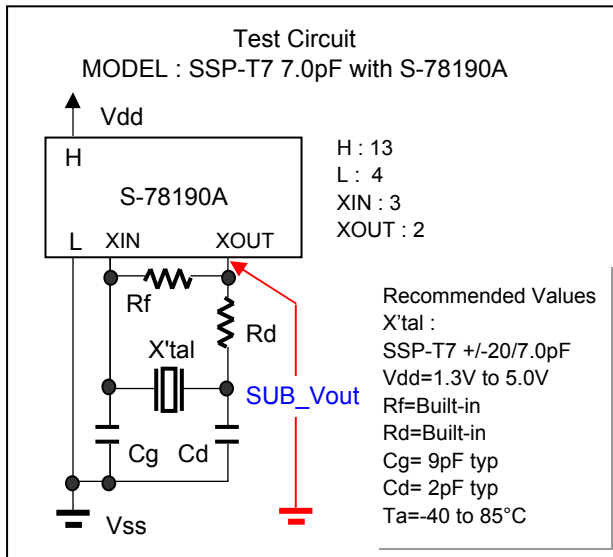 Test Circuit
MODEL : SSP-T7 7.0pF with S-78190A
Vdd
H
S-78190A
L XIN XOUT
H : 13
L : 4
XIN : 3
XOUT : 2
Rf
Rd
X'tal
SUB_Vout
Cg Cd
Vss
Recommended Values
X'tal :
SSP-T7 +/-20/7.0pF
Vdd=1.3V to 5.0V
Rf=Built-in
Rd=Built-in
Cg= 9pF typ
Cd= 2pF typ
Ta=-40 to 85°C